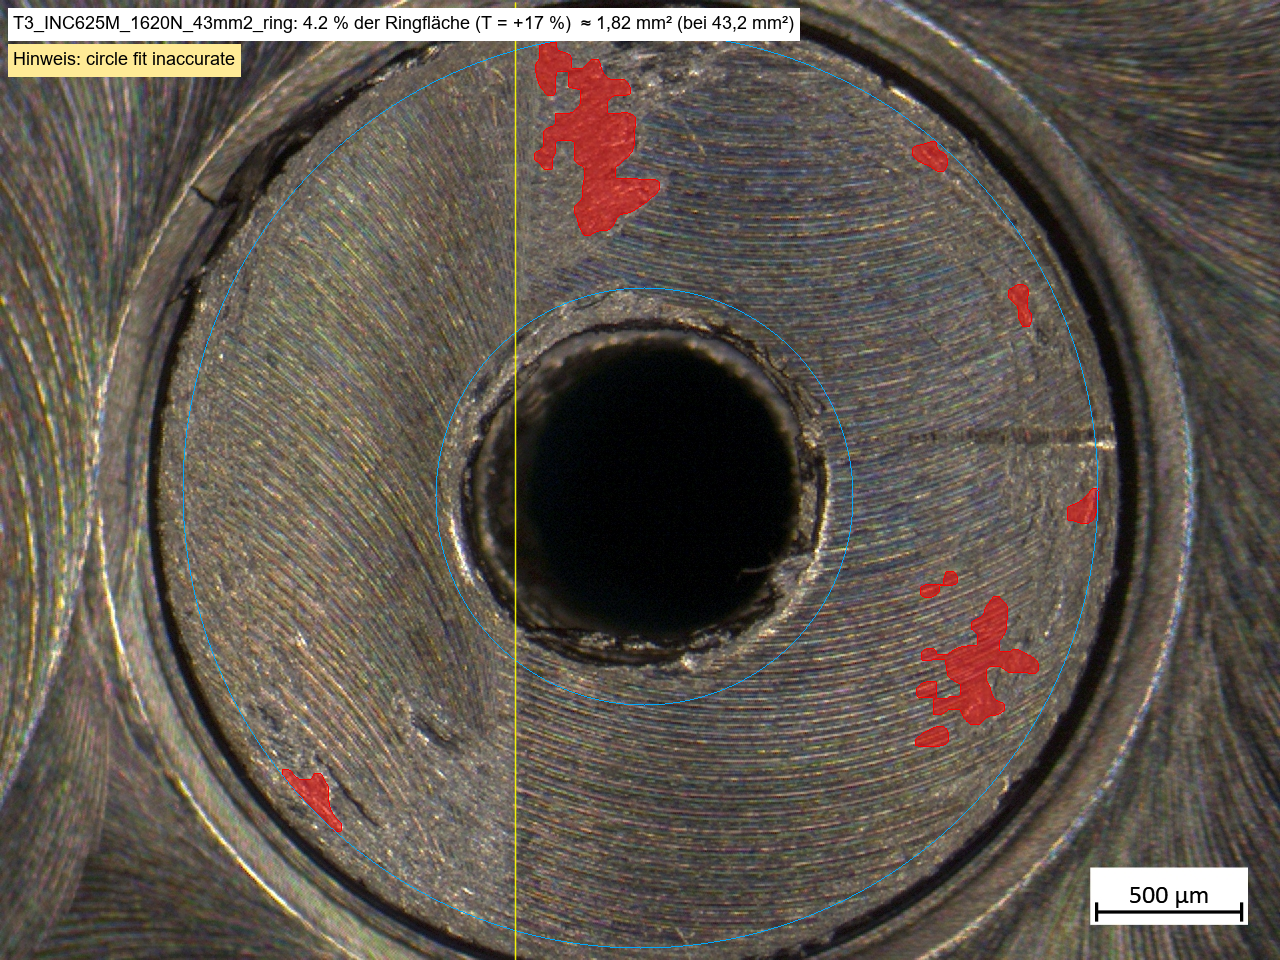 T3_INC625M_1620N_43mm2_ring: 4.2 % der Ringfläche (T = +17 %) ≈ 1,82 mm² (bei 43,2 mm²)
Hinweis: circle fit inaccurate
500 µm